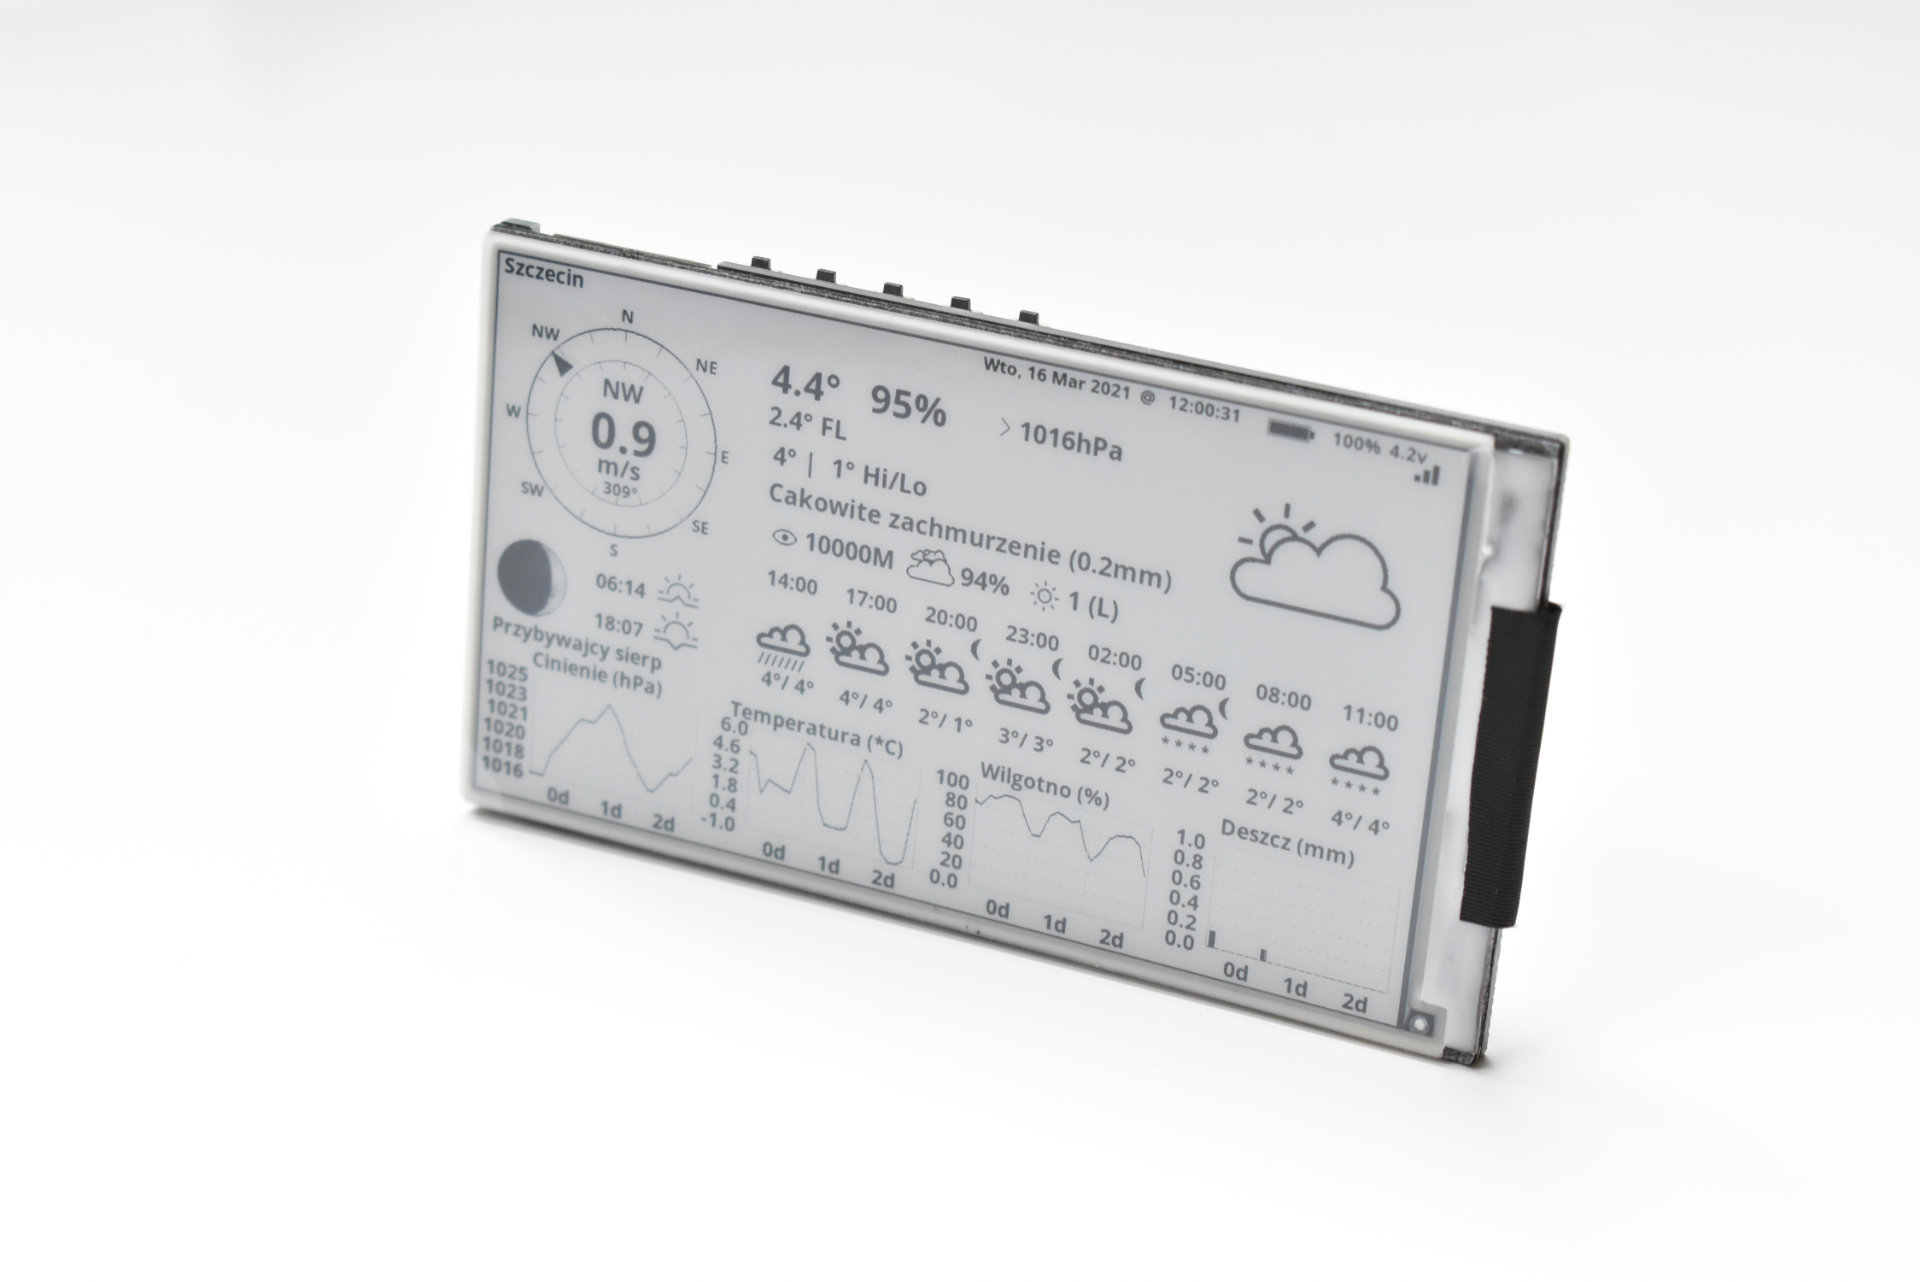 Szczecin
Wto, 16 Mar 2021 @ 12:00:31
100% 4.2v
N
NW
NE
W
E
SW
SE
S
NW
0.9
m/s
309°
4.4° 95%
2.4° FL
> 1016hPa
4° | 1° Hi/Lo
Cakowite zachmurzenie (0.2mm)
10000M 94% 1 (L)
06:14
18:07
Przybywajcy sierp
14:00 17:00 20:00 23:00 02:00 05:00 08:00 11:00
4°/ 4° 4°/ 4° 2°/ 1° 3°/ 3° 2°/ 2° 2°/ 2° 2°/ 2° 4°/ 4°
Cinienie (hPa)
1025
1023
1021
1020
1018
1016
0d 1d 2d
Temperatura (*C)
6.0
4.6
3.2
1.8
0.4
-1.0
0d 1d 2d
Wilgotno (%)
100
80
60
40
20
0.0
0d 1d 2d
Deszcz (mm)
1.0
0.8
0.6
0.4
0.2
0.0
0d 1d 2d